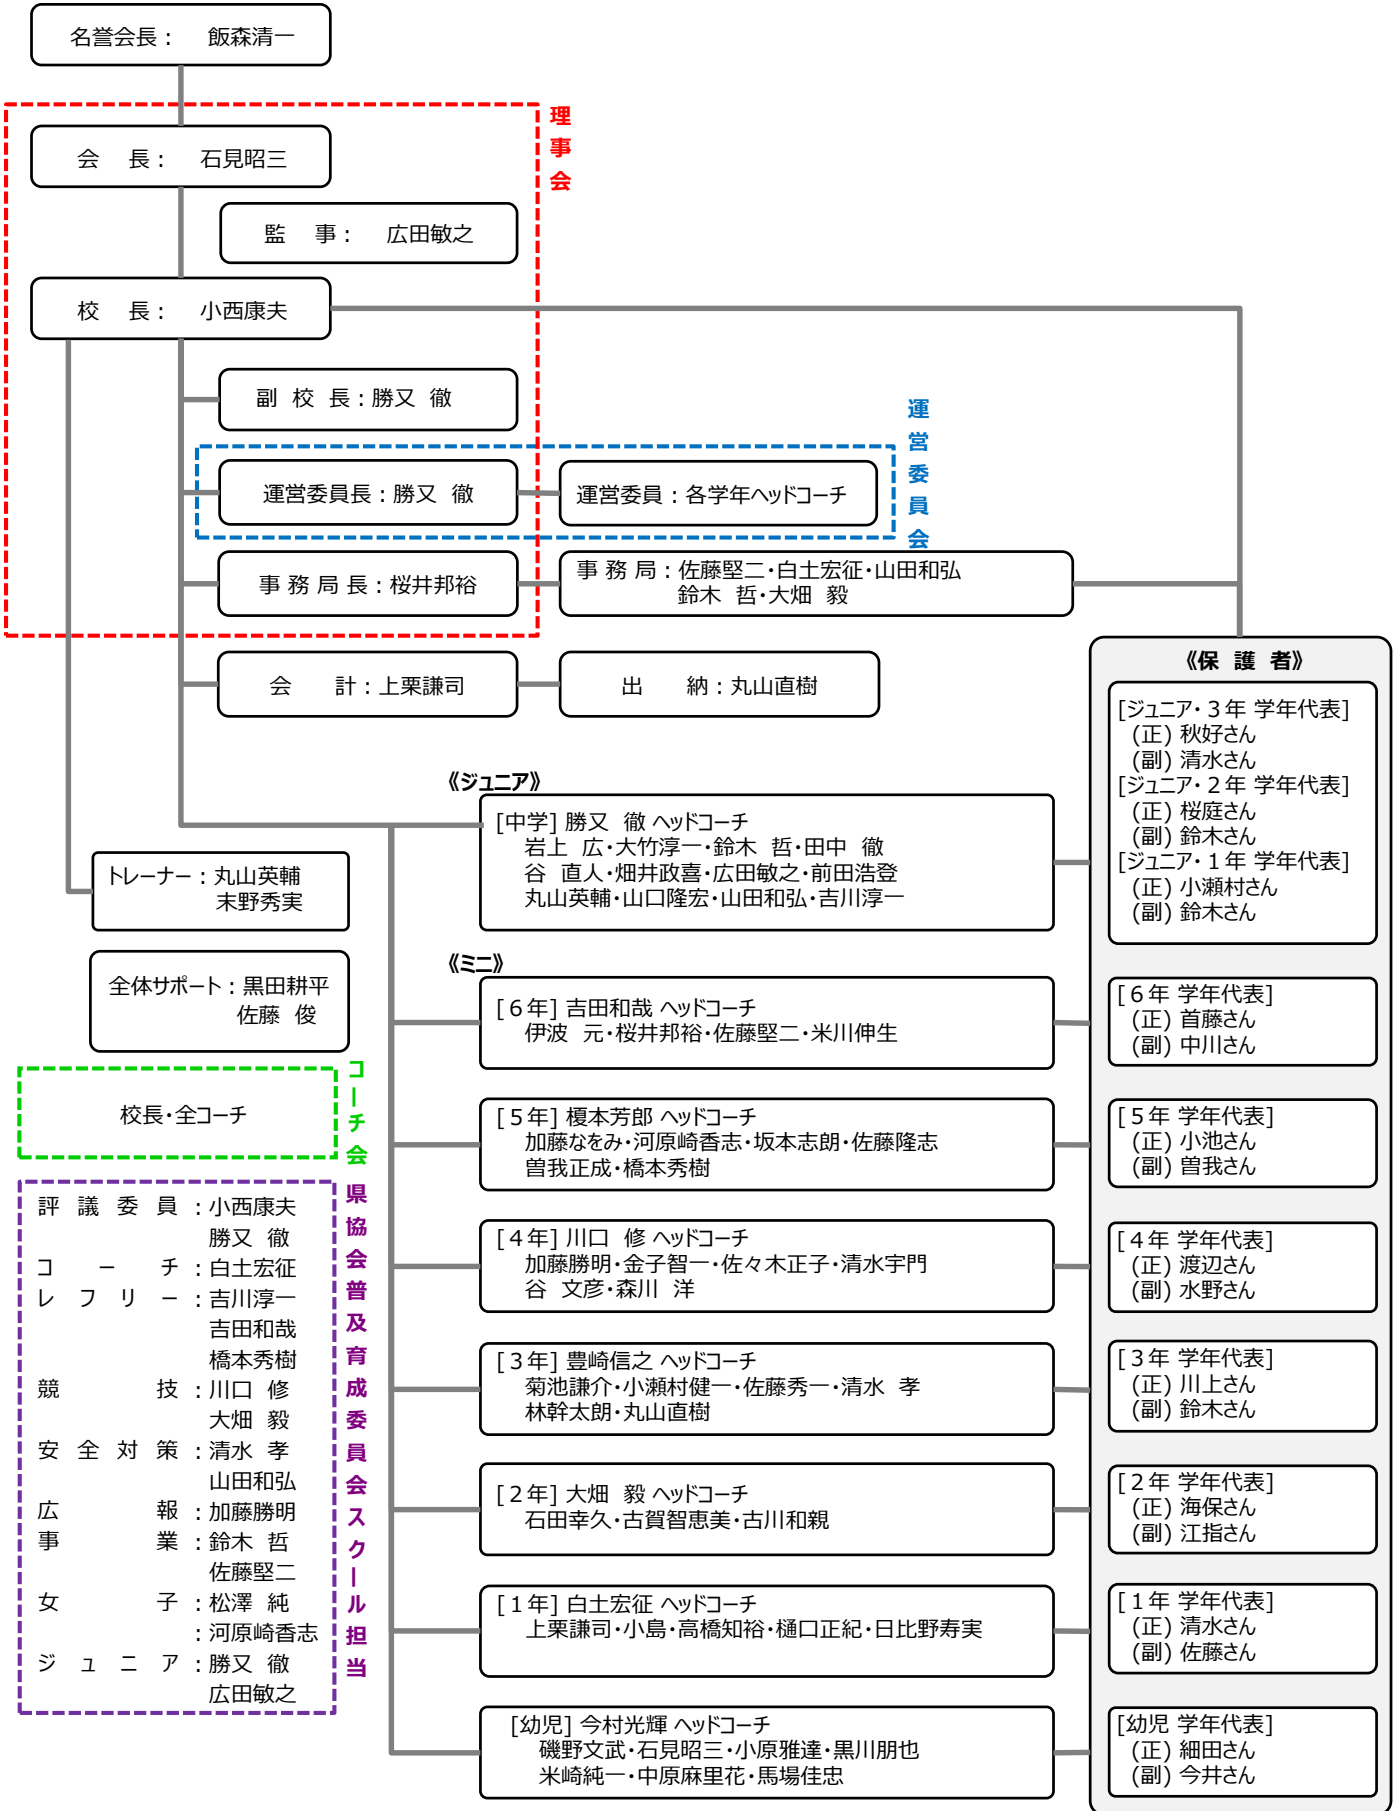 名誉会長： 飯森清一
理事会
会 長： 石見昭三
監 事： 広田敏之
校 長： 小西康夫
副 校 長：勝又 徹
運営委員会
運営委員長：勝又 徹
運営委員：各学年ヘッドコーチ
事 務 局 長：桜井邦裕
事 務 局：佐藤堅二・白土宏征・山田和弘
鈴木 哲・大畑 毅
会 計：上栗謙司
出 納：丸山直樹
《保 護 者》
[ジュニア・３年 学年代表]
(正) 秋好さん
(副) 清水さん
[ジュニア・２年 学年代表]
(正) 桜庭さん
(副) 鈴木さん
[ジュニア・１年 学年代表]
(正) 小瀬村さん
(副) 鈴木さん
《ジュニア》
[中学] 勝又 徹 ヘッドコーチ
岩上 広・大竹淳一・鈴木 哲・田中 徹
谷 直人・畑井政喜・広田敏之・前田浩登
丸山英輔・山口隆宏・山田和弘・吉川淳一
トレーナー：丸山英輔
末野秀実
全体サポート：黒田耕平
佐藤 俊
《ミニ》
[６年] 吉田和哉 ヘッドコーチ
伊波 元・桜井邦裕・佐藤堅二・米川伸生
[６年 学年代表]
(正) 首藤さん
(副) 中川さん
コーチ会
校長・全コーチ
[５年] 榎本芳郎 ヘッドコーチ
加藤なをみ・河原崎香志・坂本志朗・佐藤隆志
曽我正成・橋本秀樹
[５年 学年代表]
(正) 小池さん
(副) 曽我さん
県協会普及育成委員会スクール担当
評 議 委 員：小西康夫
勝又 徹
コ ー チ：白土宏征
レ フ リ ー：吉川淳一
吉田和哉
橋本秀樹
競 技：川口 修
大畑 毅
安 全 対 策：清水 孝
山田和弘
広 報：加藤勝明
事 業：鈴木 哲
佐藤堅二
女 子：松澤 純
：河原崎香志
ジ ュ ニ ア：勝又 徹
広田敏之
[４年] 川口 修 ヘッドコーチ
加藤勝明・金子智一・佐々木正子・清水宇門
谷 文彦・森川 洋
[４年 学年代表]
(正) 渡辺さん
(副) 水野さん
[３年] 豊崎信之 ヘッドコーチ
菊池謙介・小瀬村健一・佐藤秀一・清水 孝
林幹太朗・丸山直樹
[３年 学年代表]
(正) 川上さん
(副) 鈴木さん
[２年] 大畑 毅 ヘッドコーチ
石田幸久・古賀智恵美・古川和親
[２年 学年代表]
(正) 海保さん
(副) 江指さん
[１年] 白土宏征 ヘッドコーチ
上栗謙司・小島・高橋知裕・樋口正紀・日比野寿実
[１年 学年代表]
(正) 清水さん
(副) 佐藤さん
[幼児] 今村光輝 ヘッドコーチ
磯野文武・石見昭三・小原雅達・黒川朋也
米崎純一・中原麻里花・馬場佳忠
[幼児 学年代表]
(正) 細田さん
(副) 今井さん